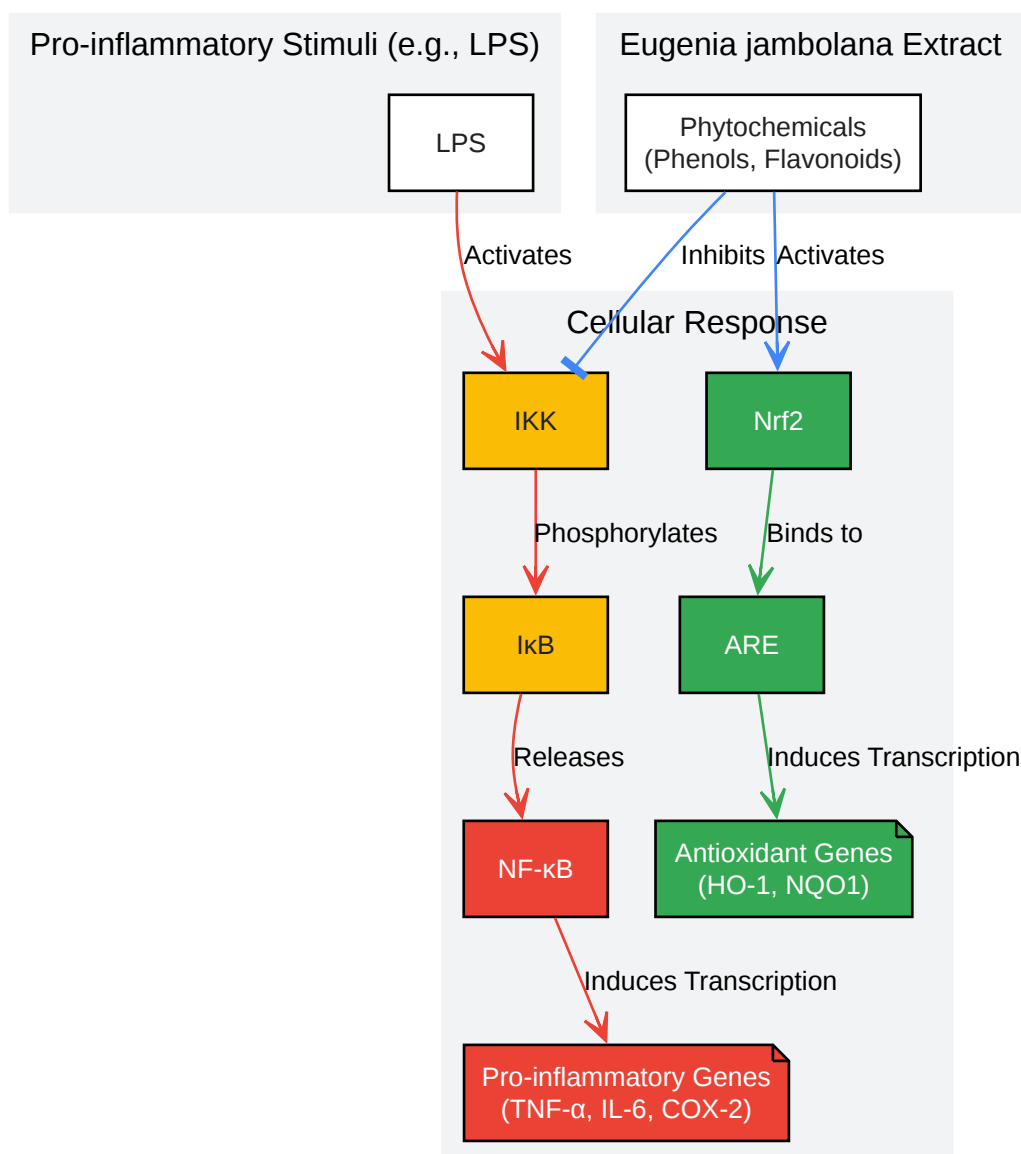 Pro-inflammatory Stimuli (e.g., LPS)
Eugenia jambolana Extract
LPS
Phytochemicals
(Phenols, Flavonoids)
Activates
Inhibits
Activates
Cellular Response
IKK
Nrf2
Phosphorylates
Binds to
IκB
ARE
Releases
Induces Transcription
NF-κB
Antioxidant Genes
(HO-1, NQO1)
Induces Transcription
Pro-inflammatory Genes
(TNF-α, IL-6, COX-2)